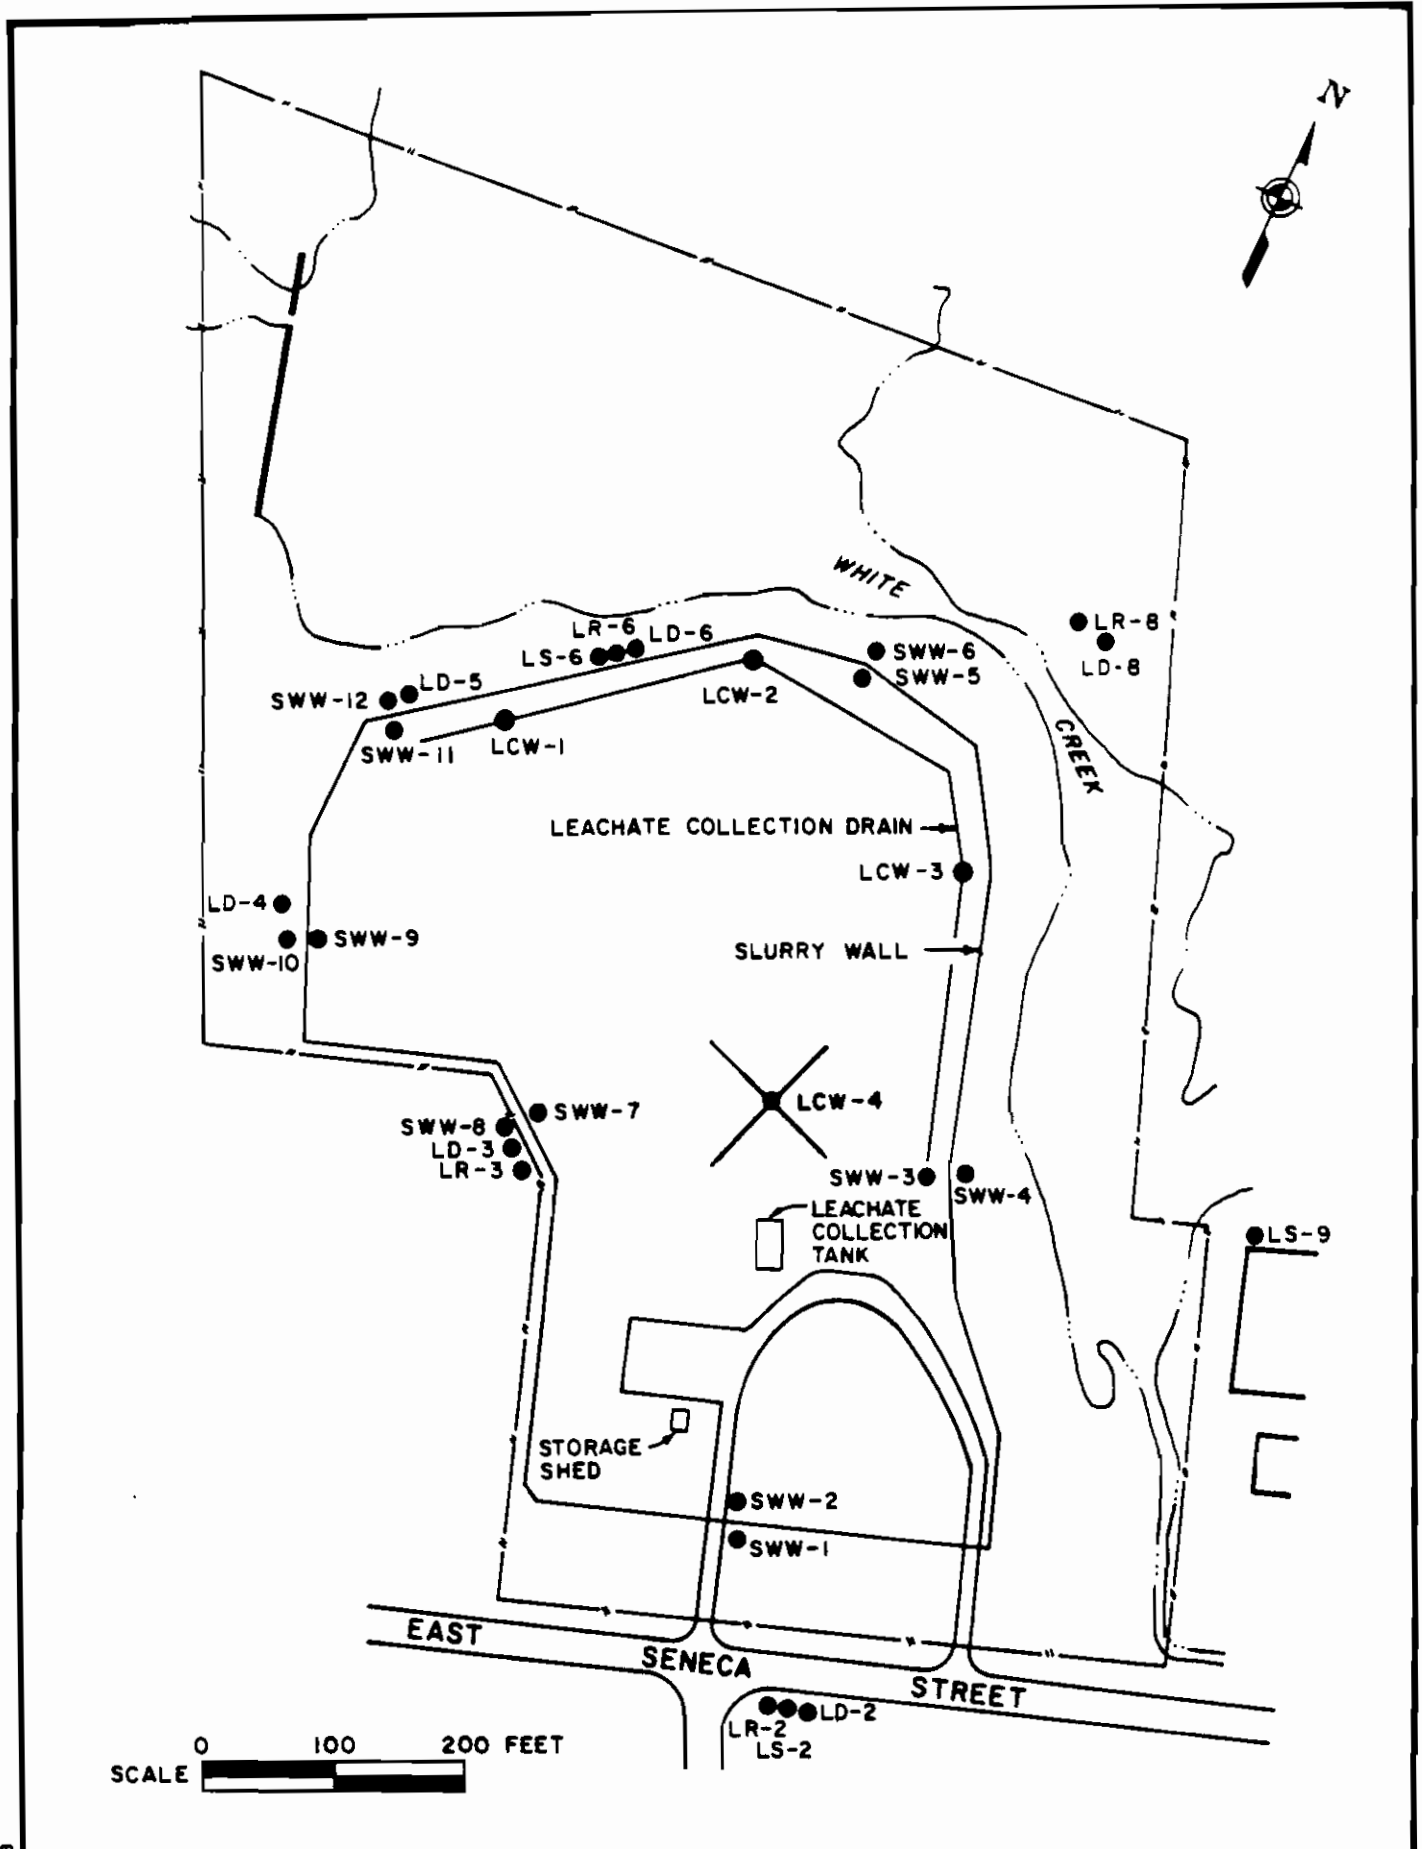 N
WHITE
LR-6
LD-6
LS-6
LR-8
LD-8
SWW-6
SWW-5
LD-5
SWW-12
LCW-2
SWW-11
LCW-1
CREEK
LEACHATE COLLECTION DRAIN
LCW-3
LD-4
SWW-9
SWW-10
SLURRY WALL
LCW-4
SWW-7
SWW-8
LD-3
LR-3
SWW-3
SWW-4
LEACHATE
COLLECTION
TANK
LS-9
STORAGE
SHED
SWW-2
SWW-1
EAST SENECA STREET
LR-2
LD-2
LS-2
0 100 200 FEET
SCALE